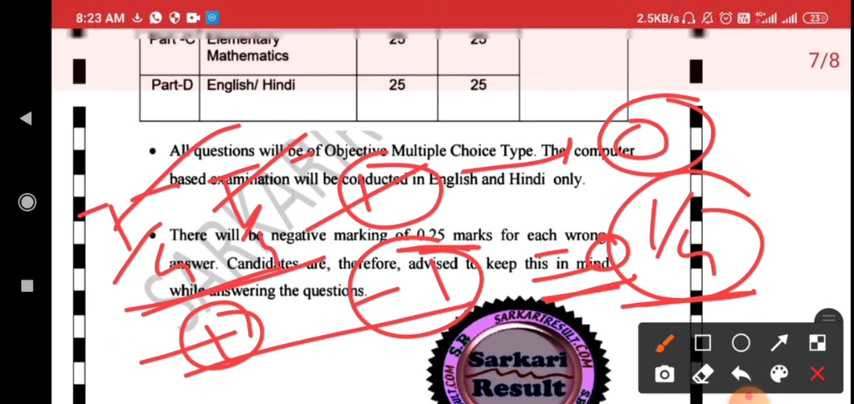 8:23 AM
2.5KB/s 4G+ 23
7/8
Part -C Elementary 25 25
Mathematics
Part-D English/ Hindi 25 25
• All questions will be of Objective Multiple Choice Type. The computer
based examination will be conducted in English and Hindi only.
• There will be negative marking of 0.25 marks for each wrong
answer. Candidates are, therefore, advised to keep this in mind
while answering the questions.
1/4
SARKARI
SARKARIRESULT.COM
S.R
Sarkari
Result